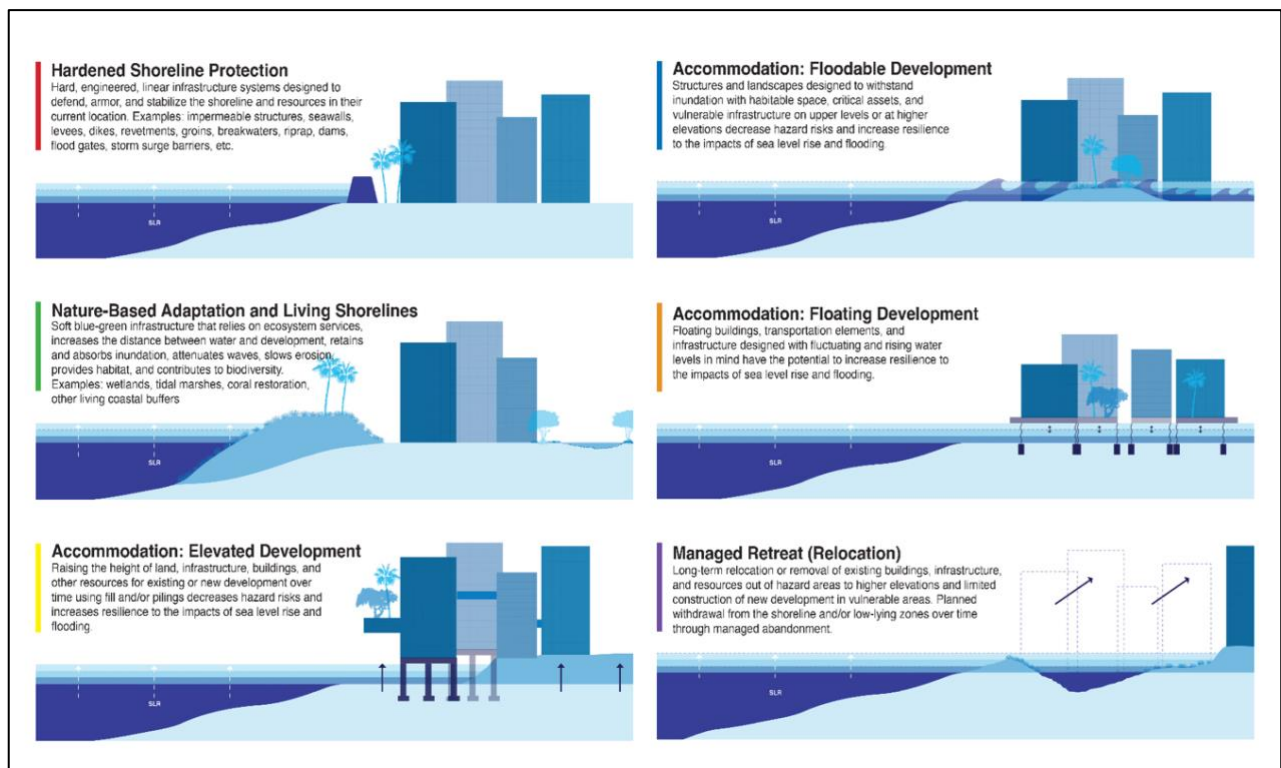 Hardened Shoreline Protection
Hard, engineered, linear infrastructure systems designed to
defend, armor, and stabilize the shoreline and resources in their
current location. Examples: impermeable structures, seawalls,
levees, dikes, revetments, groins, breakwaters, riprap, dams,
flood gates, storm surge barriers, etc.
SLR
Accommodation: Floodable Development
Structures and landscapes designed to withstand
inundation with habitable space, critical assets, and
vulnerable infrastructure on upper levels or at higher
elevations decrease hazard risks and increase resilience
to the impacts of sea level rise and flooding.
SLR
Nature-Based Adaptation and Living Shorelines
Soft blue-green infrastructure that relies on ecosystem services,
increases the distance between water and development, retains
and absorbs inundation, attenuates waves, slows erosion,
provides habitat, and contributes to biodiversity.
Examples: wetlands, tidal marshes, coral restoration,
other living coastal buffers
SLR
Accommodation: Floating Development
Floating buildings, transportation elements, and
infrastructure designed with fluctuating and rising water
levels in mind have the potential to increase resilience to
the impacts of sea level rise and flooding.
SLR
Accommodation: Elevated Development
Raising the height of land, infrastructure, buildings, and
other resources for existing or new development over
time using fill and/or pilings decreases hazard risks and
increases resilience to the impacts of sea level rise and
flooding.
SLR
Managed Retreat (Relocation)
Long-term relocation or removal of existing buildings, infrastructure,
and resources out of hazard areas to higher elevations and limited
construction of new development in vulnerable areas. Planned
withdrawal from the shoreline and/or low-lying zones over time
through managed abandonment.
SLR